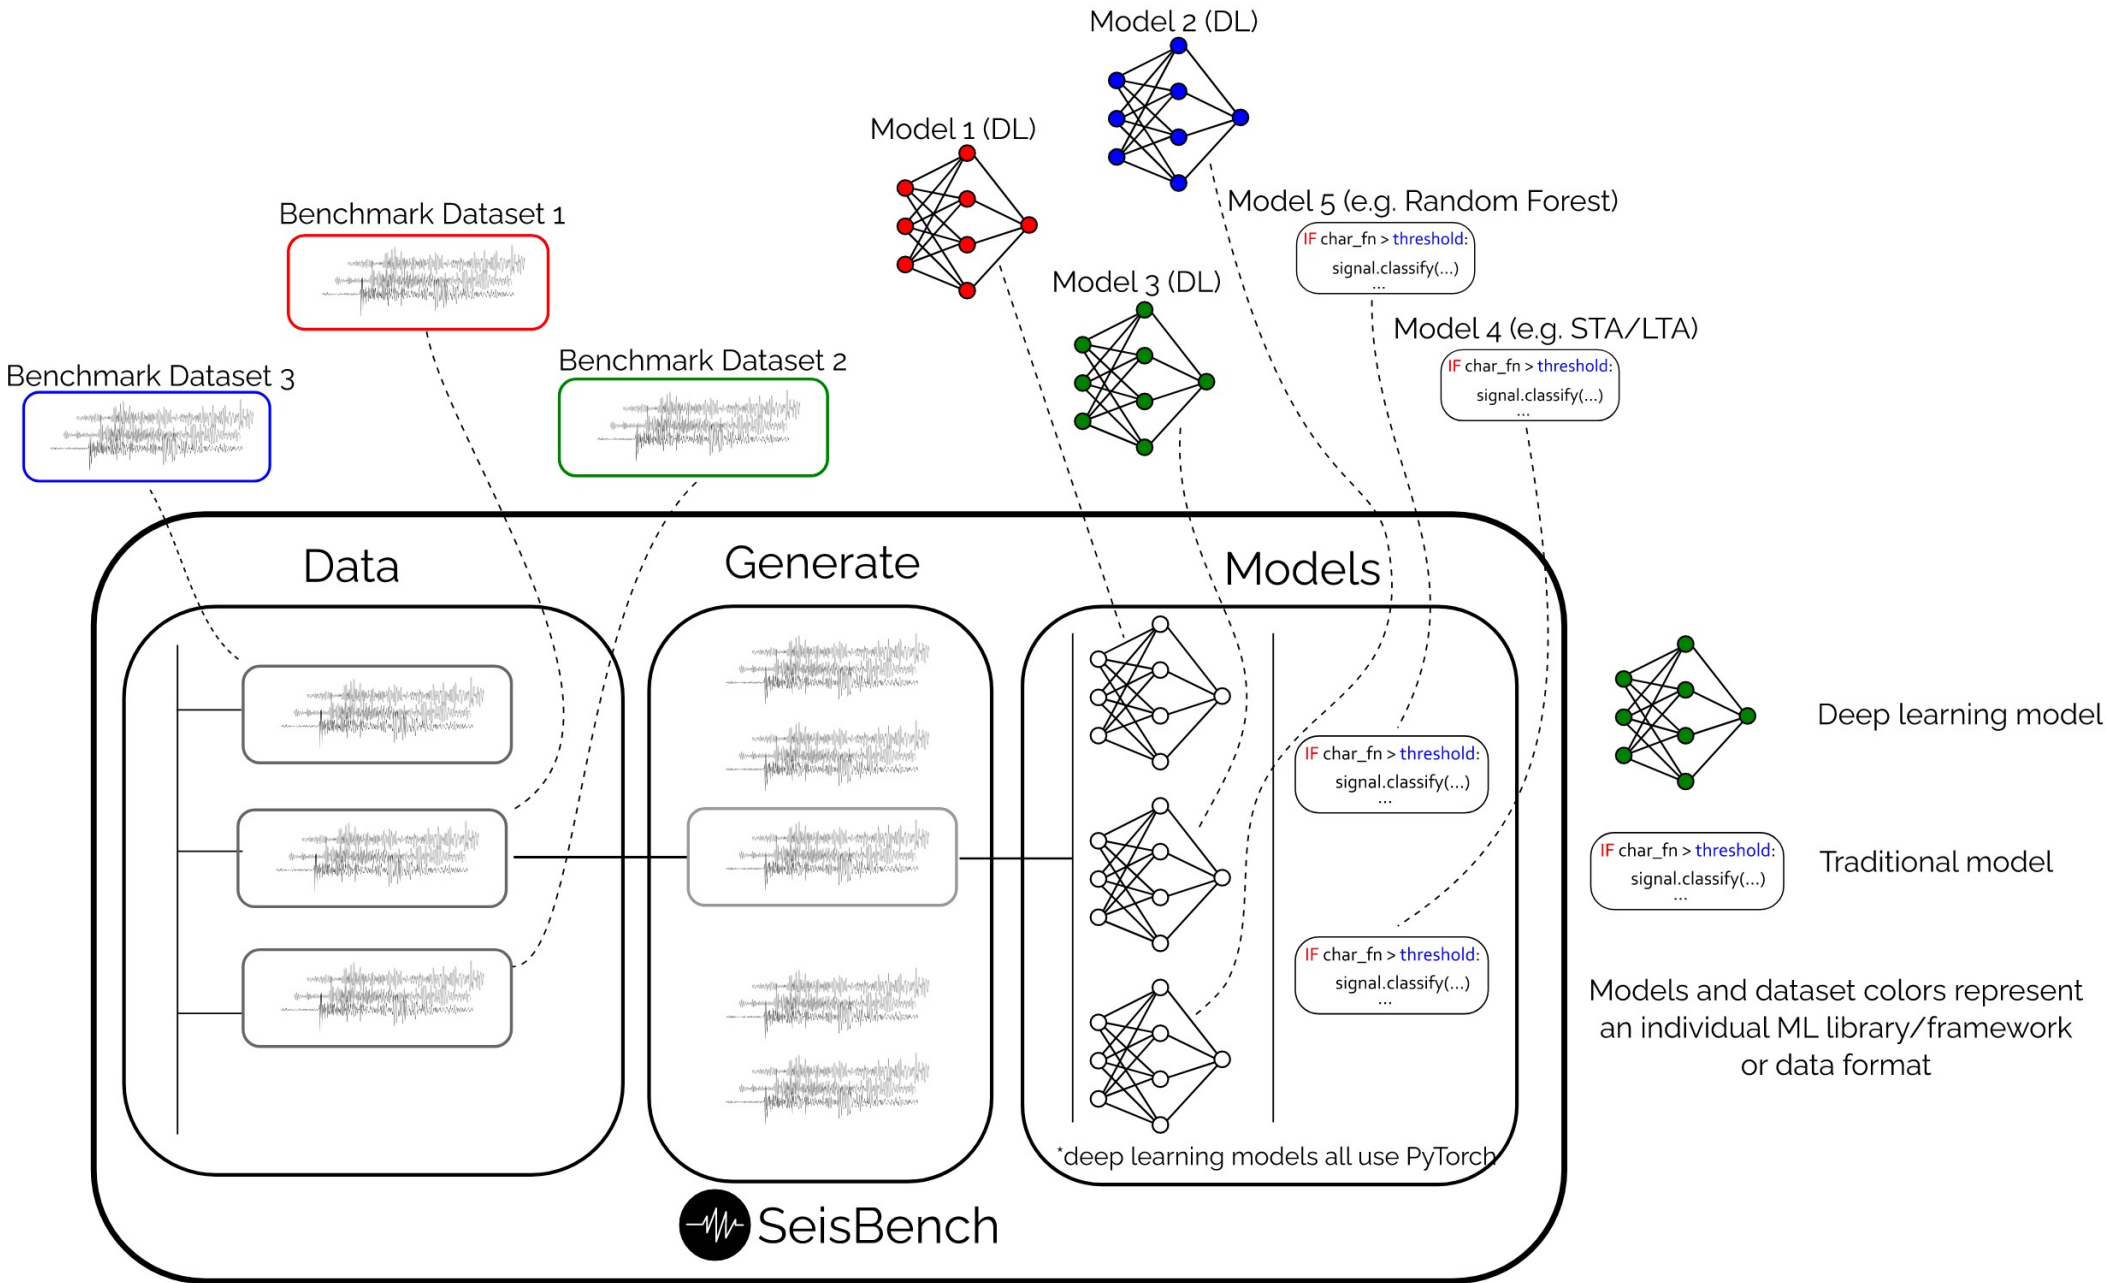 Model 2 (DL)
Model 1 (DL)
Model 5 (e.g. Random Forest)
IF char_fn > threshold:
signal.classify(...)
...
Benchmark Dataset 1
Model 3 (DL)
Model 4 (e.g. STA/LTA)
IF char_fn > threshold:
signal.classify(...)
...
Benchmark Dataset 2
Benchmark Dataset 3
Data
Generate
Models
IF char_fn > threshold:
signal.classify(...)
...
IF char_fn > threshold:
signal.classify(...)
...
*deep learning models all use PyTorch
SeisBench
Deep learning model
IF char_fn > threshold:
signal.classify(...)
...
Traditional model
Models and dataset colors represent
an individual ML library/framework
or data format